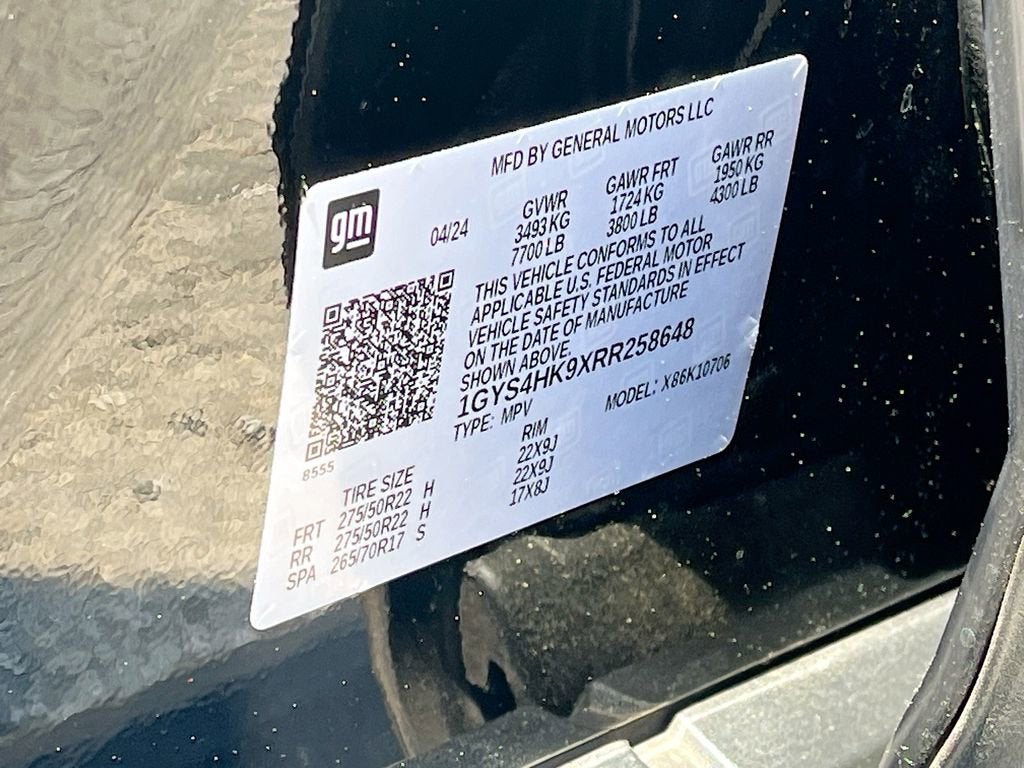 MFD BY GENERAL MOTORS LLC
gm
04/24
GVWR
3493 KG
7700 LB
GAWR FRT
1724 KG
3800 LB
GAWR RR
1950 KG
4300 LB
THIS VEHICLE CONFORMS TO ALL
APPLICABLE U.S. FEDERAL MOTOR
VEHICLE SAFETY STANDARDS IN EFFECT
ON THE DATE OF MANUFACTURE
SHOWN ABOVE.
1GYS4HK9XRR258648
TYPE: MPV
MODEL: X86K10706
8555
TIRE SIZE RIM
FRT 275/50R22 H 22X9J
RR 275/50R22 H 22X9J
SPA 265/70R17 S 17X8J